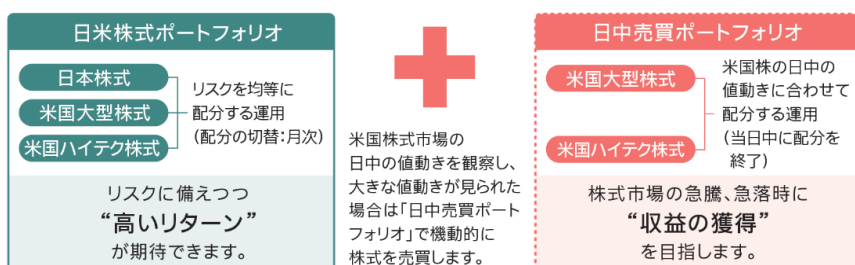 日米株式ポートフォリオ
日本株式
米国大型株式
米国ハイテク株式
リスクを均等に
配分する運用
(配分の切替:月次)
リスクに備えつつ
“高いリターン”
が期待できます。
米国株式市場の
日中の値動きを観察し、
大きな値動きが見られた
場合は「日中売買ポート
フォリオ」で機動的に
株式を売買します。
日中売買ポートフォリオ
米国大型株式
米国ハイテク株式
米国株の日中の
値動きに合わせて
配分する運用
(当日中に配分を
終了)
株式市場の急騰、急落時に
“収益の獲得”
を目指します。